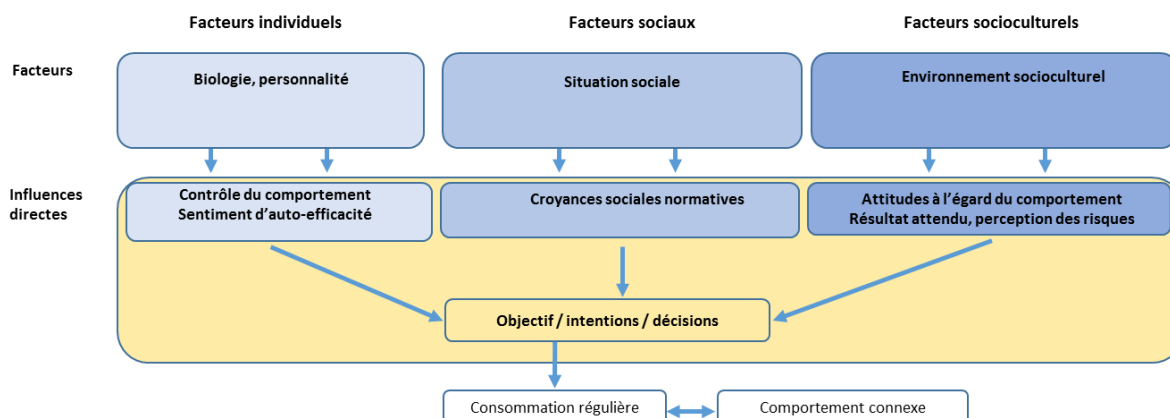 Facteurs individuels
Facteurs sociaux
Facteurs socioculturels
Facteurs
Biologie, personnalité
Situation sociale
Environnement socioculturel
Influences
directes
Contrôle du comportement
Sentiment d’auto-efficacité
Croyances sociales normatives
Attitudes à l’égard du comportement
Résultat attendu, perception des risques
Objectif / intentions / décisions
Consommation régulière
Comportement connexe